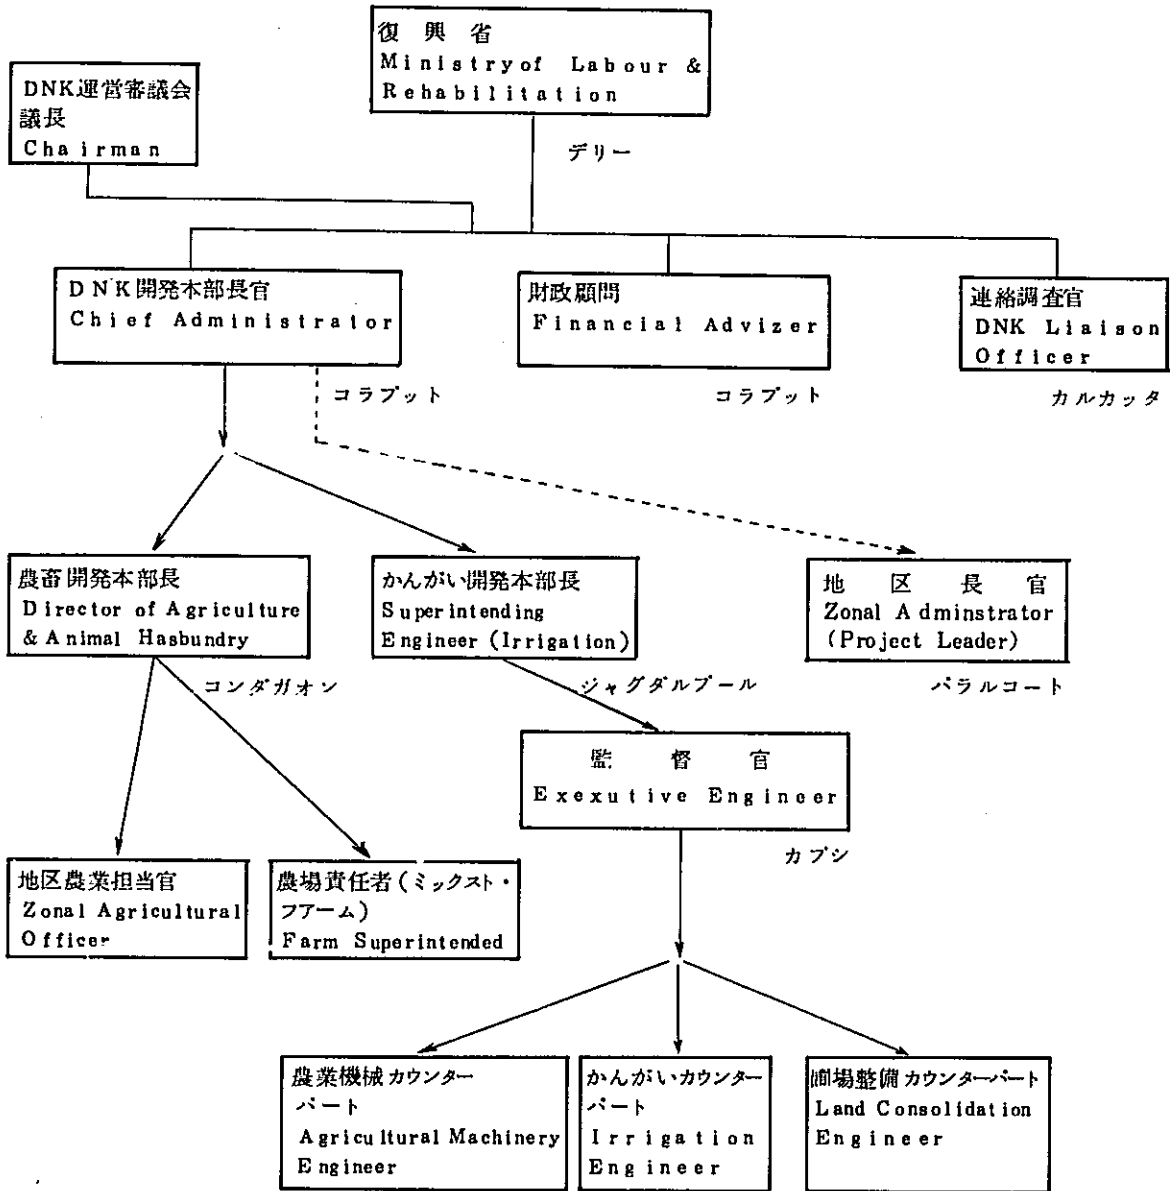 復興省
Ministryof Labour &
Rehabilitation
DNK運営審議会
議長
Chairman
デリー
DNK開発本部長官
Chief Administrator
財政顧問
Financial Advizer
連絡調査官
DNK Liaison
Officer
コラプット
コラプット
カルカッタ
農畜開発本部長
Director of Agriculture
& Animal Hasbundry
かんがい開発本部長
Superintending
Engineer (Irrigation)
地区長官
Zonal Adminstrator
(Project Leader)
コンダガオン
ジャグダルプール
パラルコート
監督官
Exexutive Engineer
カプシ
地区農業担当官
Zonal Agricultural
Officer
農場責任者(ミックスト・
フアーム)
Farm Superintended
農業機械カウンター
パート
Agricultural Machinery
Engineer
かんがいカウンター
パート
Irrigation
Engineer
圃場整備カウンターパート
Land Consolidation
Engineer